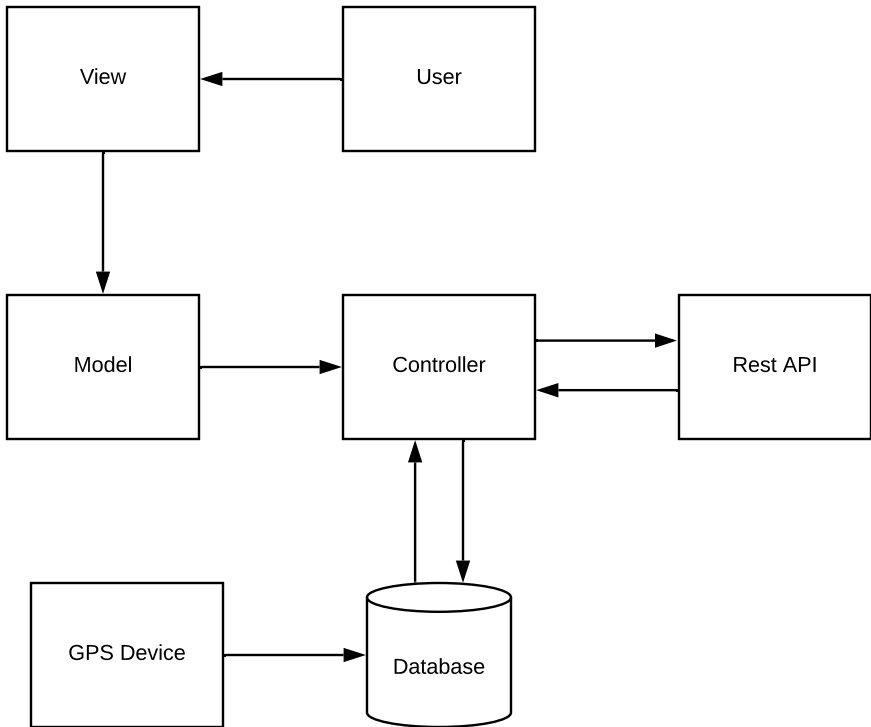 View
User
Model
Controller
Rest API
GPS Device
Database